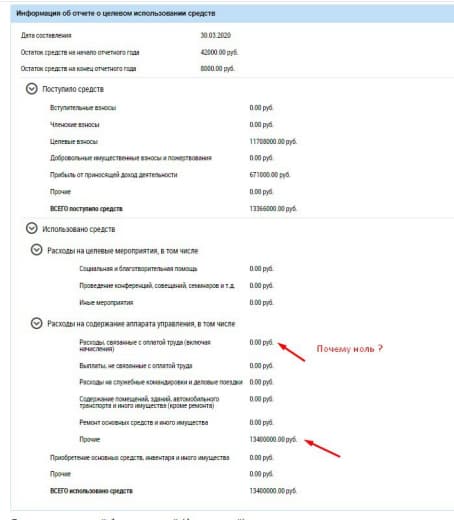 Информация об отчете о целевом использовании средств
Дата составления 30.03.2020
Остаток средств на начало отчетного года 42000.00 руб.
Остаток средств на конец отчетного года 8000.00 руб.
Поступило средств
Вступительные взносы 0.00 руб.
Членские взносы 0.00 руб.
Целевые взносы 11708000.00 руб.
Добровольные имущественные взносы и пожертвования 0.00 руб.
Прибыль от приносящей доход деятельности 671000.00 руб.
Прочие 0.00 руб.
ВСЕГО поступило средств 13366000.00 руб.
Использовано средств
Расходы на целевые мероприятия, в том числе
Социальная и благотворительная помощь 0.00 руб.
Проведение конференций, совещаний, семинаров и т.д. 0.00 руб.
Иные мероприятия 0.00 руб.
Расходы на содержание аппарата управления, в том числе
Расходы, связанные с оплатой труда (включая 0.00 руб.
начисления)
Почему ноль ?
Выплаты, не связанные с оплатой труда 0.00 руб.
Расходы на служебные командировки и деловые поездки 0.00 руб.
Содержание помещений, зданий, автомобильного 0.00 руб.
транспорта и иного имущества (кроме ремонта)
Ремонт основных средств и иного имущества 0.00 руб.
Прочие 13400000.00 руб.
Приобретение основных средств, инвентаря и иного имущества 0.00 руб.
Прочие 0.00 руб.
ВСЕГО использовано средств 13400000.00 руб.